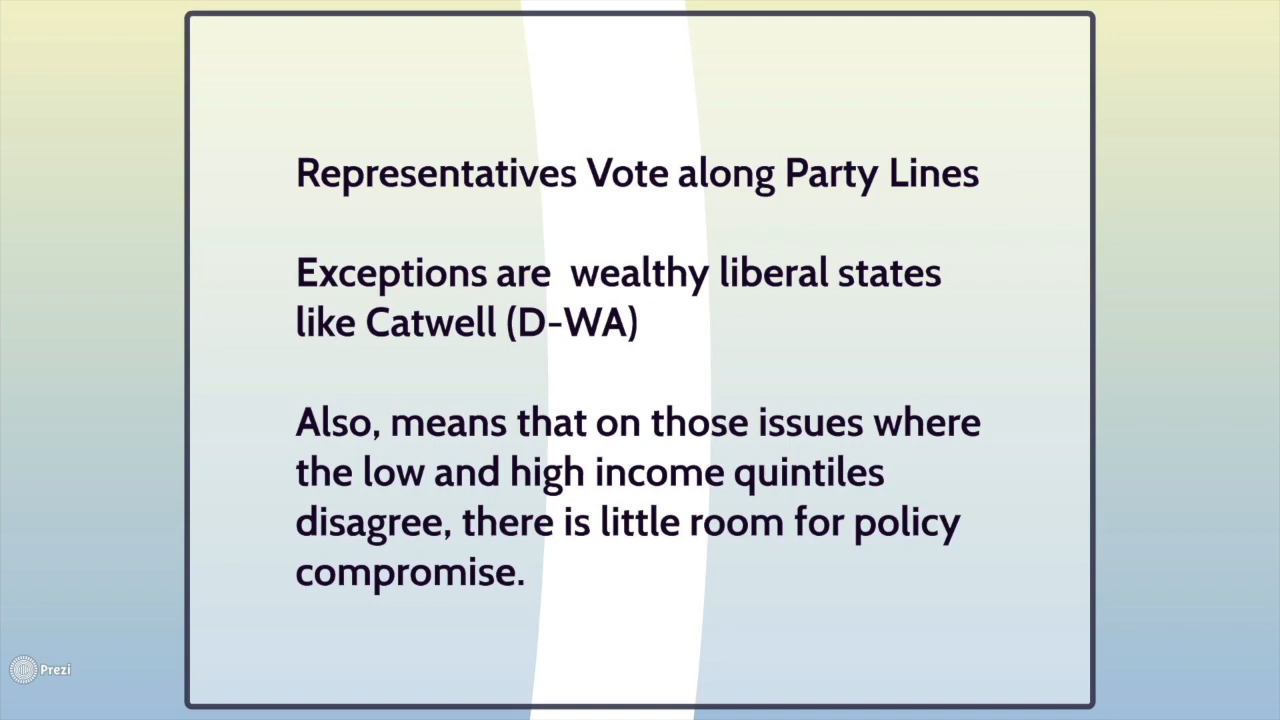 Representatives Vote along Party Lines
Exceptions are  wealthy liberal states
like Catwell (D-WA)
Also, means that on those issues where
the low and high income quintiles
disagree, there is little room for policy
compromise.
Prezi